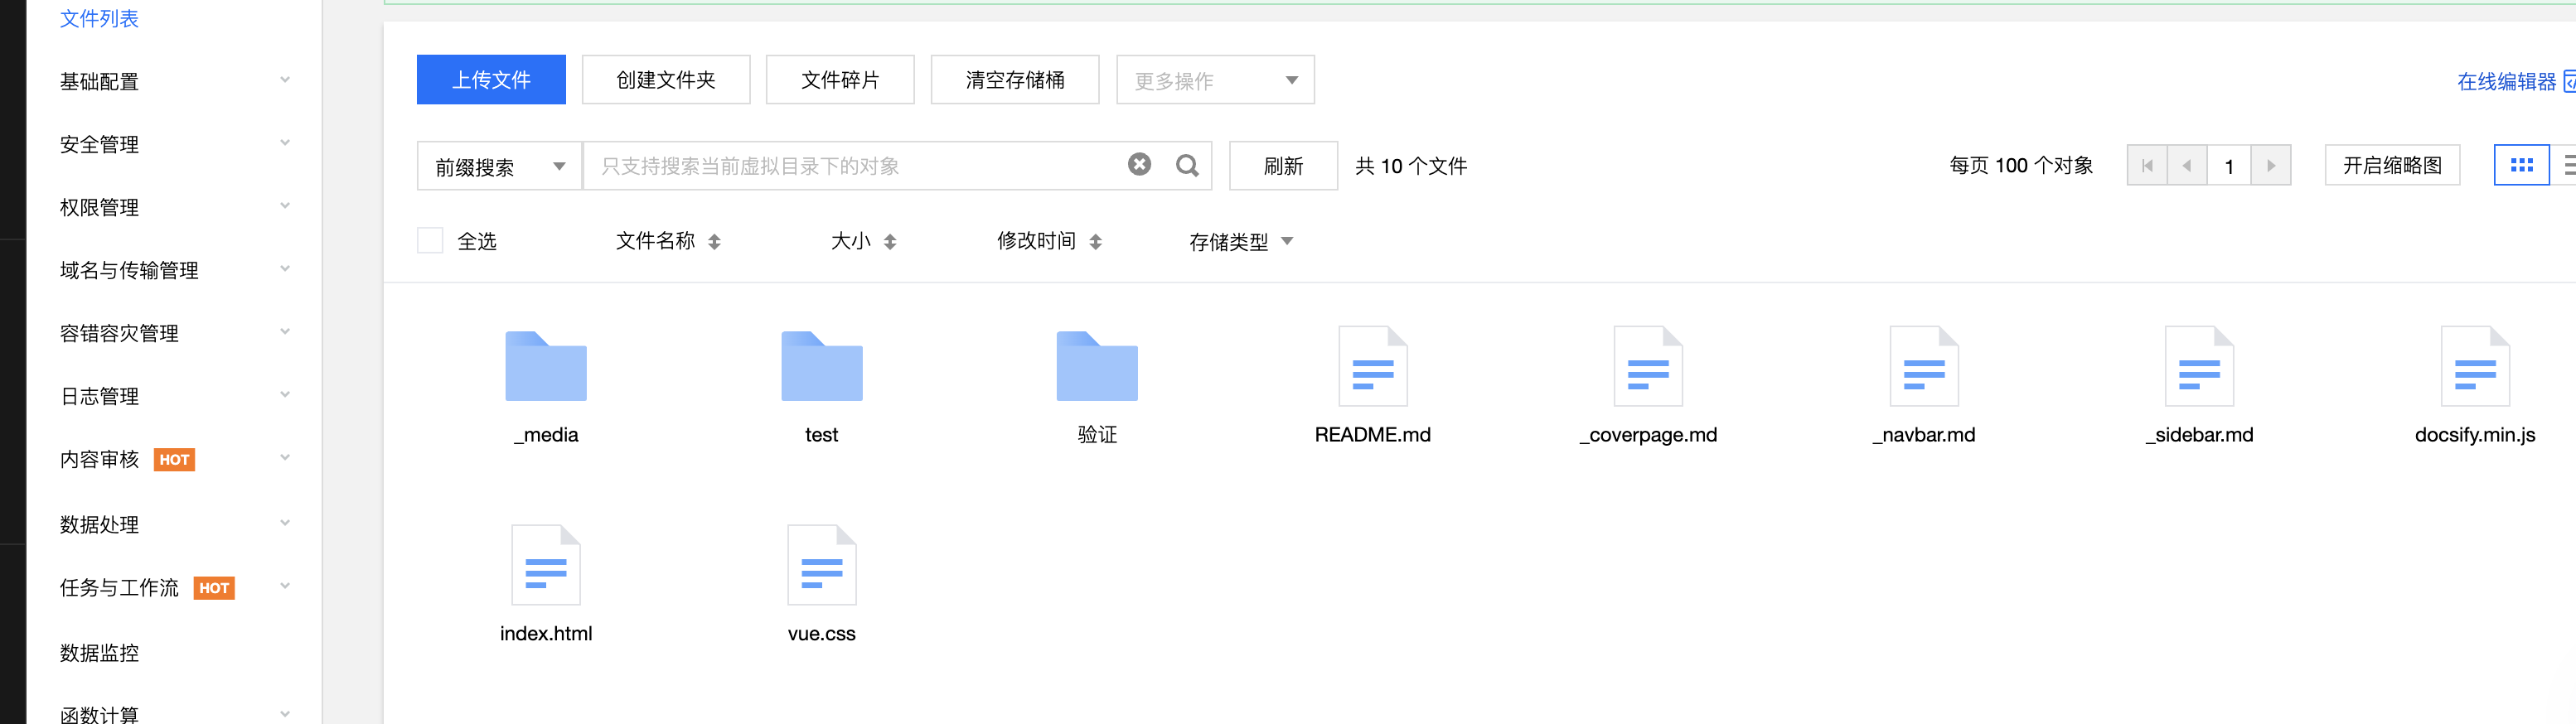 文件列表
基础配置
安全管理
权限管理
域名与传输管理
容错容灾管理
日志管理
内容审核 HOT
数据处理
任务与工作流 HOT
数据监控
函数计算
上传文件 创建文件夹 文件碎片 清空存储桶 更多操作 在线编辑器
前缀搜索 只支持搜索当前虚拟目录下的对象 刷新 共 10 个文件 每页 100 个对象 1 开启缩略图
全选 文件名称 大小 修改时间 存储类型
_media test 验证 README.md _coverpage.md _navbar.md _sidebar.md docsify.min.js
index.html vue.css